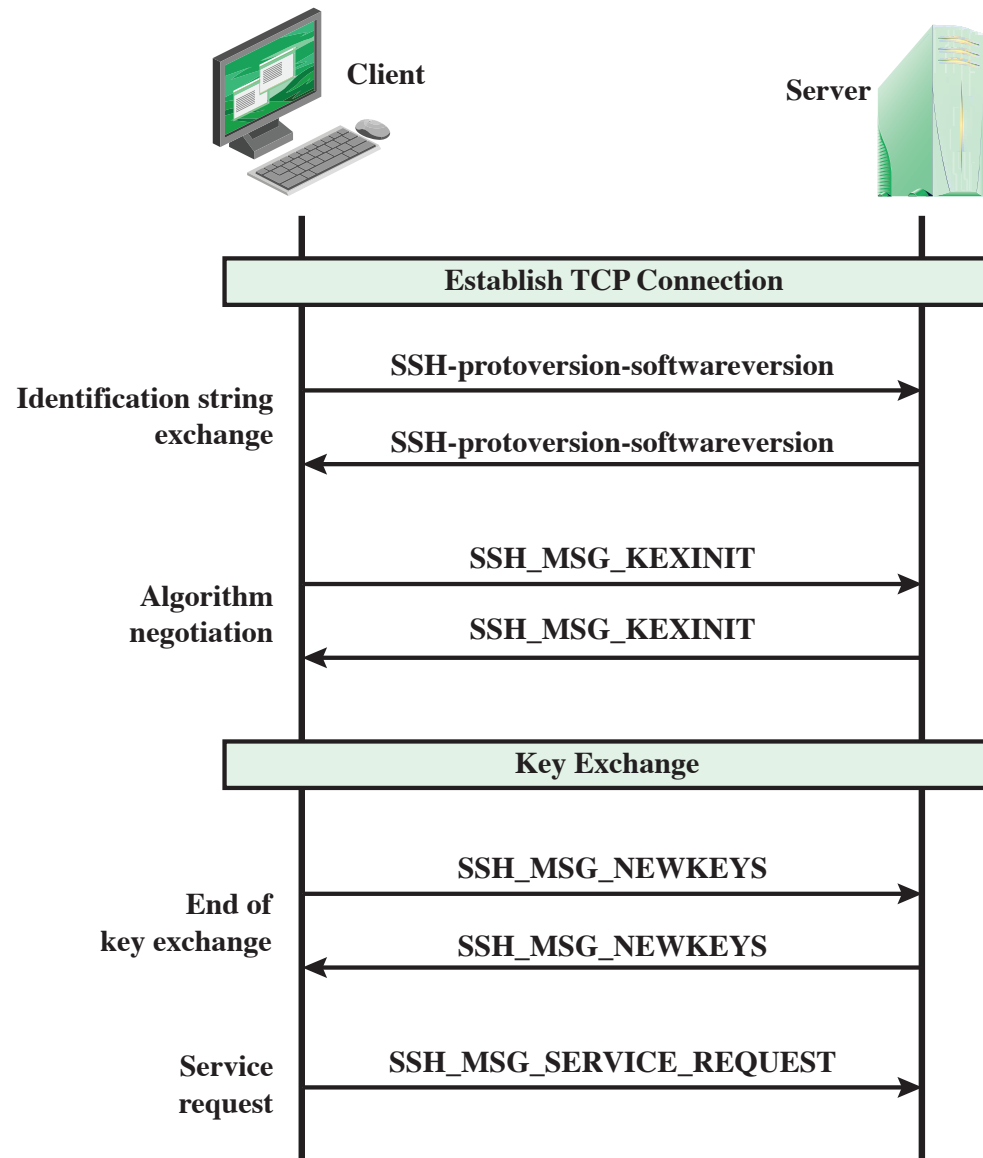 Client
Server
Establish TCP Connection
SSH-protoversion-softwareversion
Identification string
exchange
SSH-protoversion-softwareversion
SSH_MSG_KEXINIT
Algorithm
negotiation
SSH_MSG_KEXINIT
Key Exchange
SSH_MSG_NEWKEYS
End of
key exchange
SSH_MSG_NEWKEYS
Service
request
SSH_MSG_SERVICE_REQUEST